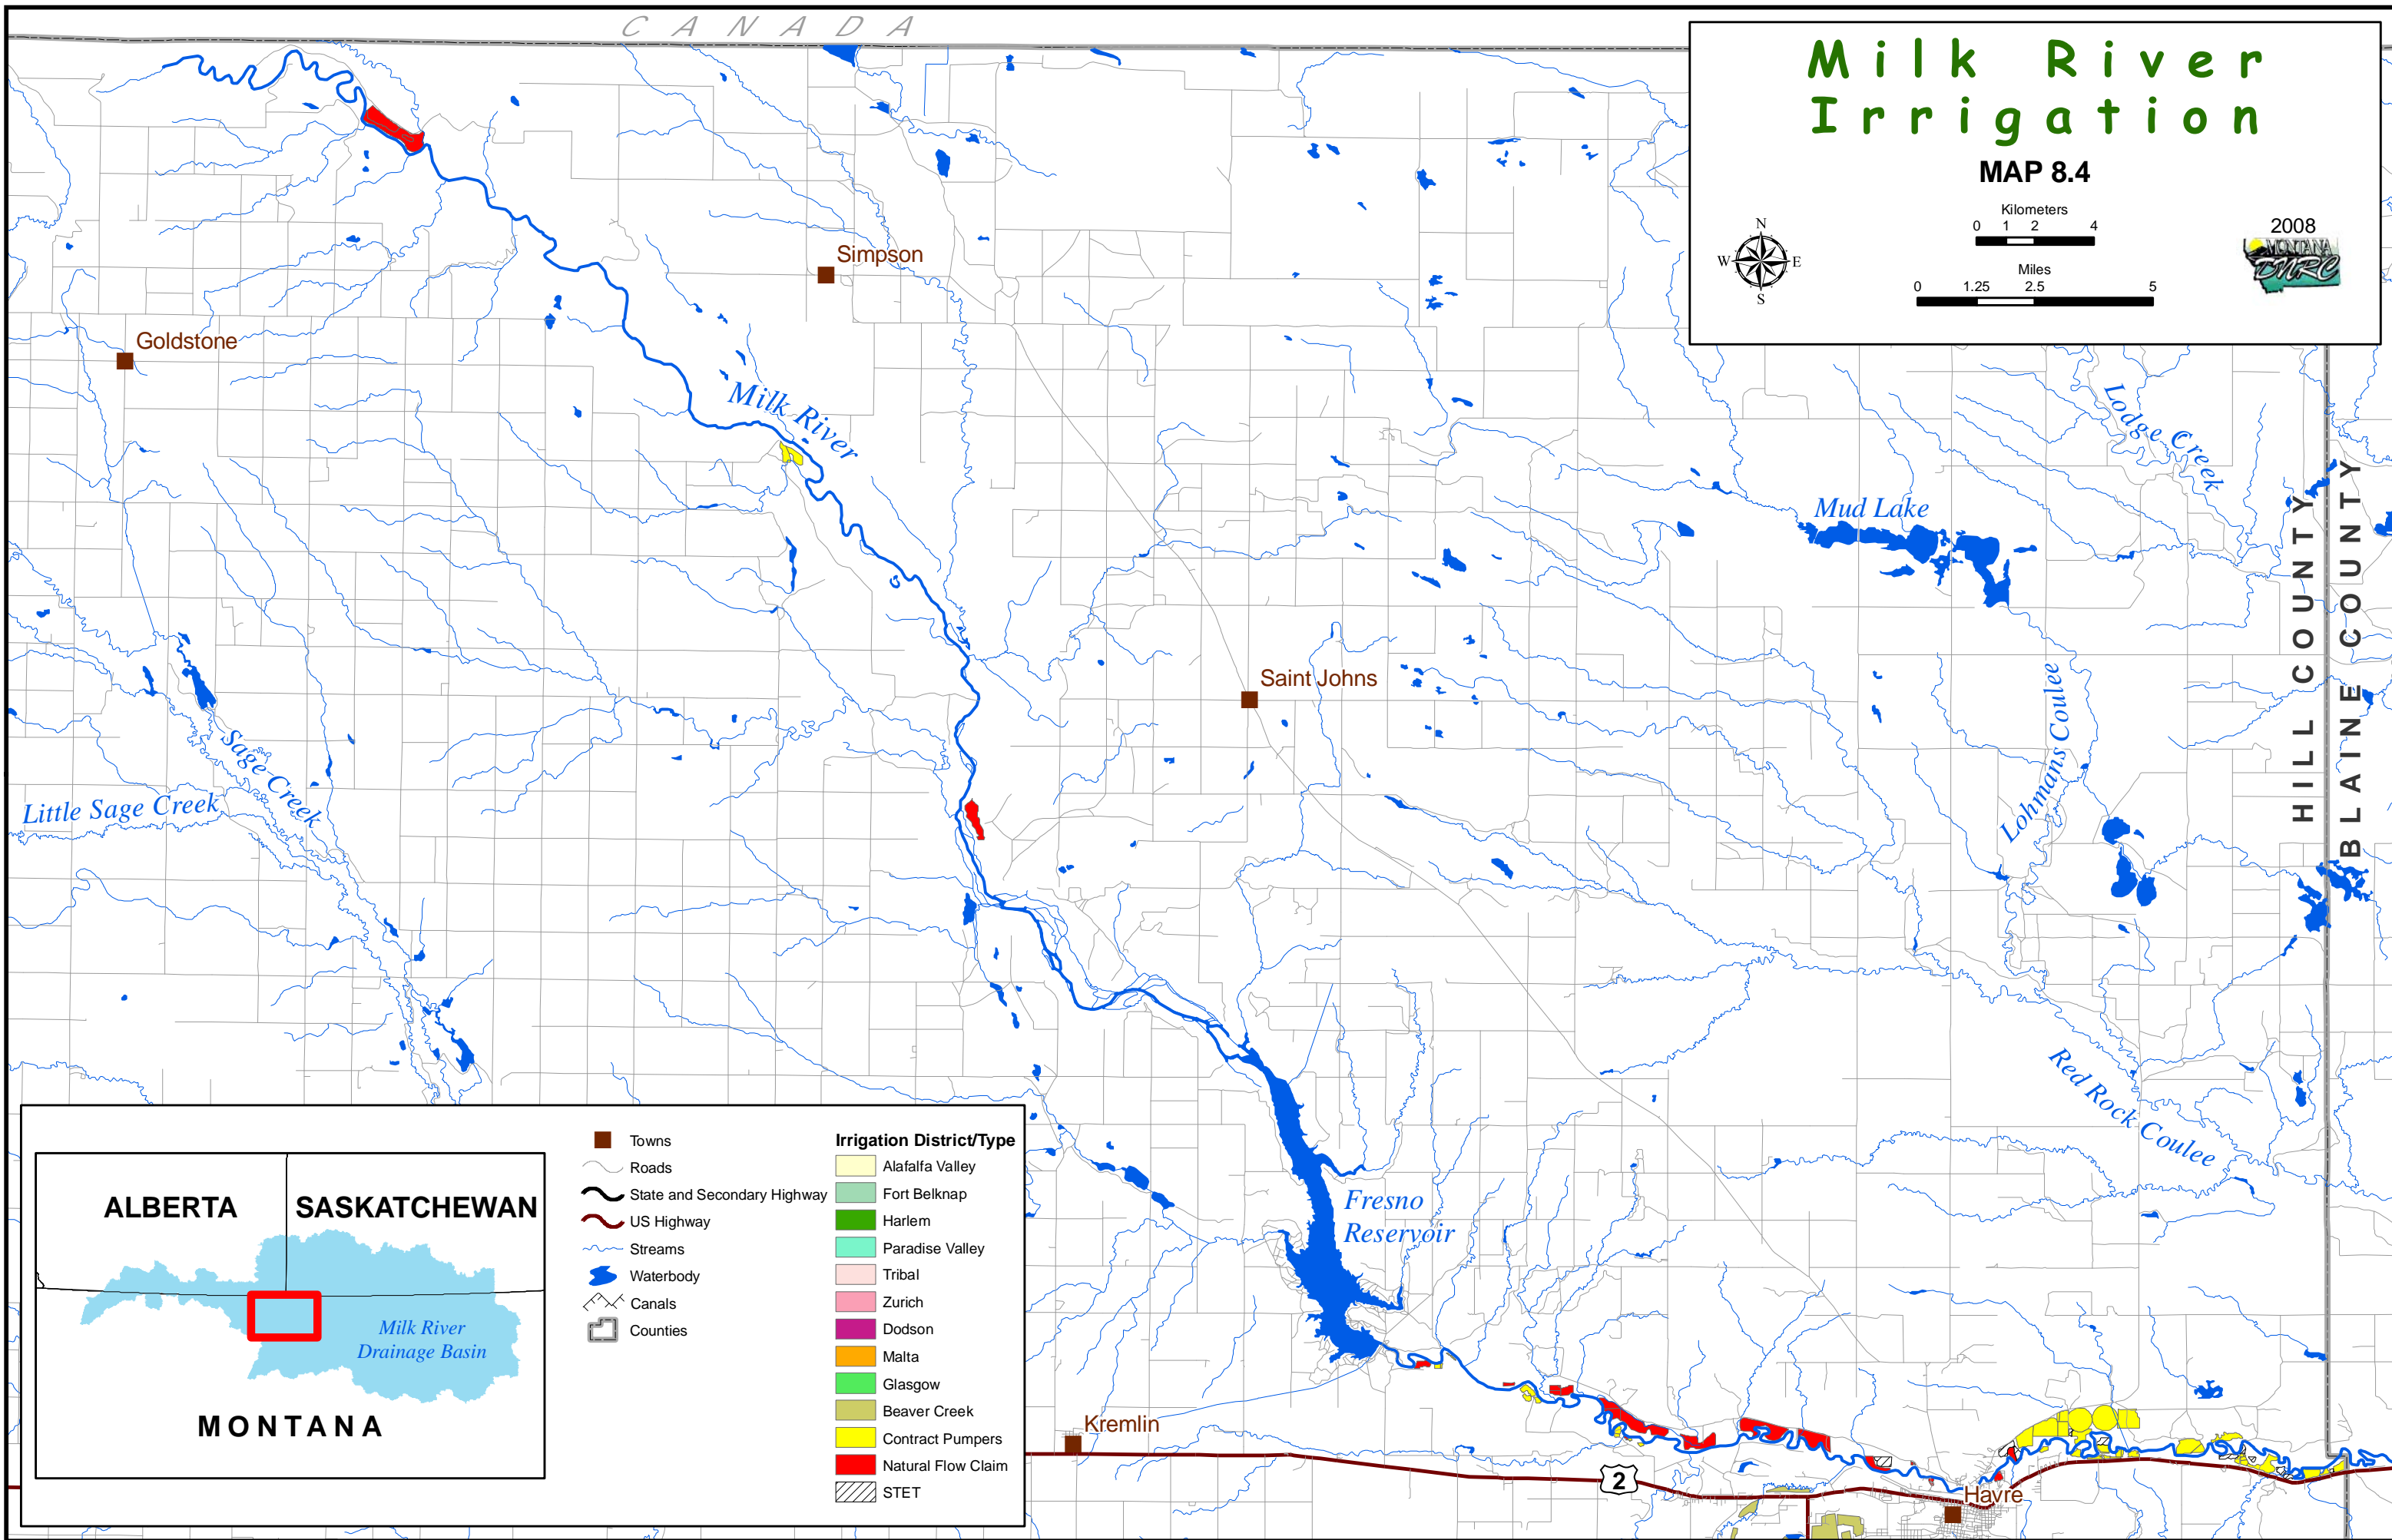 C A N A D A
Milk River
Irrigation
MAP 8.4
Kilometers
0 1 2 4
Miles
0 1.25 2.5 5
N
W E
S
2008
MONTANA
DNRC
Simpson
Goldstone
Milk River
Lodge Creek
Mud Lake
HILL COUNTY
BLAINE COUNTY
Saint Johns
Lohmans Coulee
Sage Creek
Little Sage Creek
Red Rock Coulee
Fresno
Reservoir
Kremlin
2
Havre
ALBERTA SASKATCHEWAN
Milk River
Drainage Basin
MONTANA
Towns
Roads
State and Secondary Highway
US Highway
Streams
Waterbody
Canals
Counties
Irrigation District/Type
Alafalfa Valley
Fort Belknap
Harlem
Paradise Valley
Tribal
Zurich
Dodson
Malta
Glasgow
Beaver Creek
Contract Pumpers
Natural Flow Claim
STET